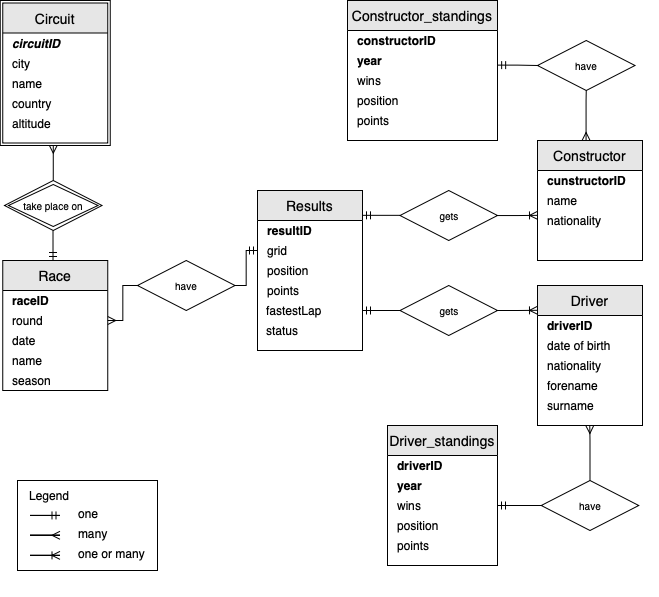 Circuit
circuitID
city
name
country
altitude
take place on
Race
raceID
round
date
name
season
have
Results
resultID
grid
position
points
fastestLap
status
Constructor_standings
constructorID
year
wins
position
points
have
Constructor
cunstructorID
name
nationality
gets
gets
Driver
driverID
date of birth
nationality
forename
surname
Driver_standings
driverID
year
wins
position
points
have
Legend
one
many
one or many